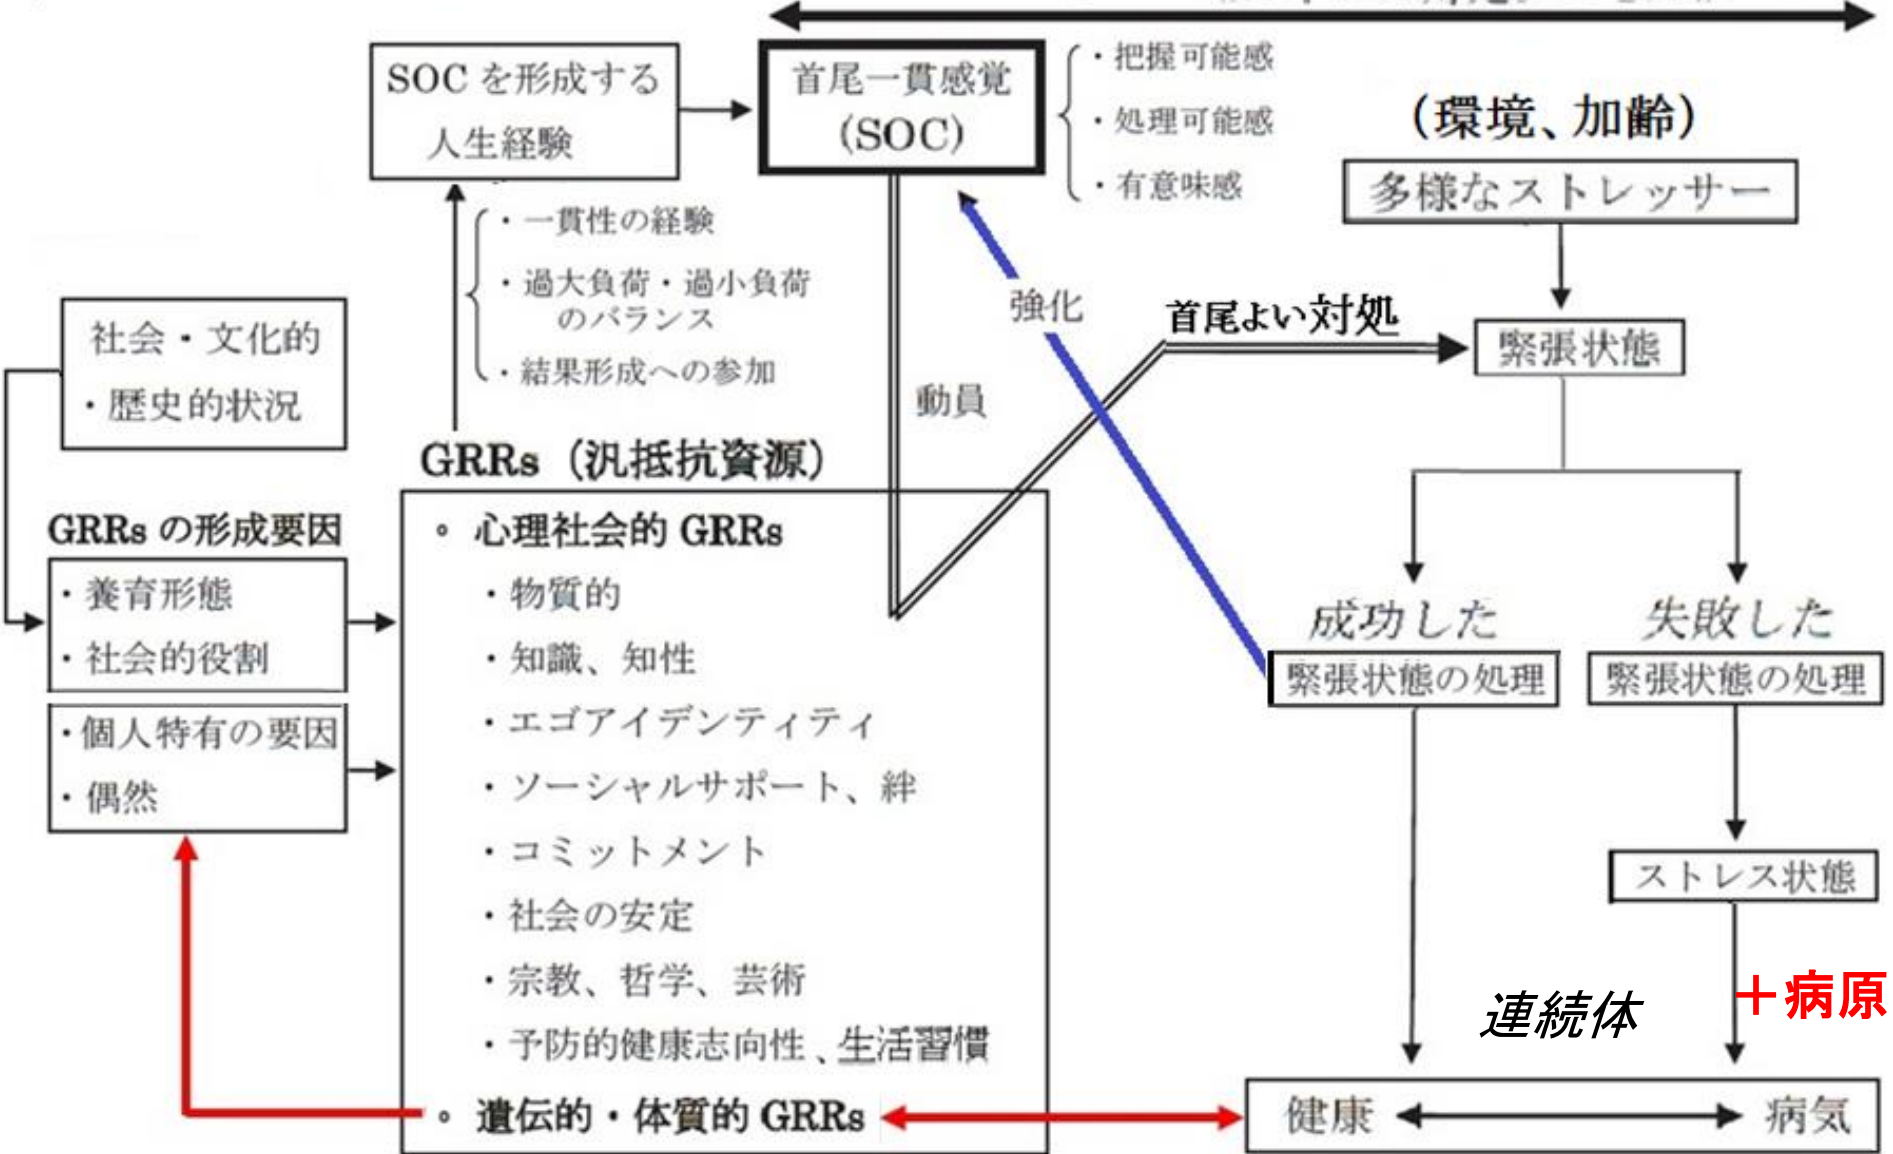 SOCを形成する
人生経験
首尾一貫感覚
(SOC)
・把握可能感
・処理可能感
・有意味感
(環境、加齢)
多様なストレッサー
・一貫性の経験
・過大負荷・過小負荷
のバランス
・結果形成への参加
強化
首尾よい対処
緊張状態
動員
社会・文化的
・歴史的状況
GRRs(汎抵抗資源)
GRRsの形成要因
・養育形態
・社会的役割
・個人特有の要因
・偶然
。心理社会的 GRRs
・物質的
・知識、知性
・エゴアイデンティティ
・ソーシャルサポート、絆
・コミットメント
・社会の安定
・宗教、哲学、芸術
・予防的健康志向性、生活習慣
。遺伝的・体質的 GRRs
成功した
緊張状態の処理
失敗した
緊張状態の処理
ストレス状態
+病原
連続体
健康
病気